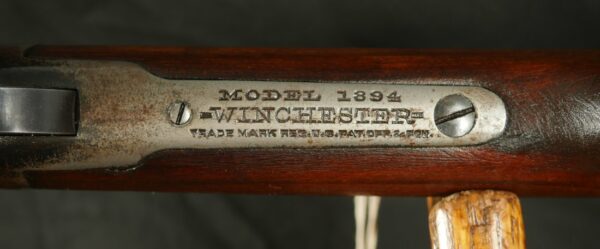 MODEL 1894
-WINCHESTER-
TRADE MARK REG. U.S. PAT. OFF. & FGN.